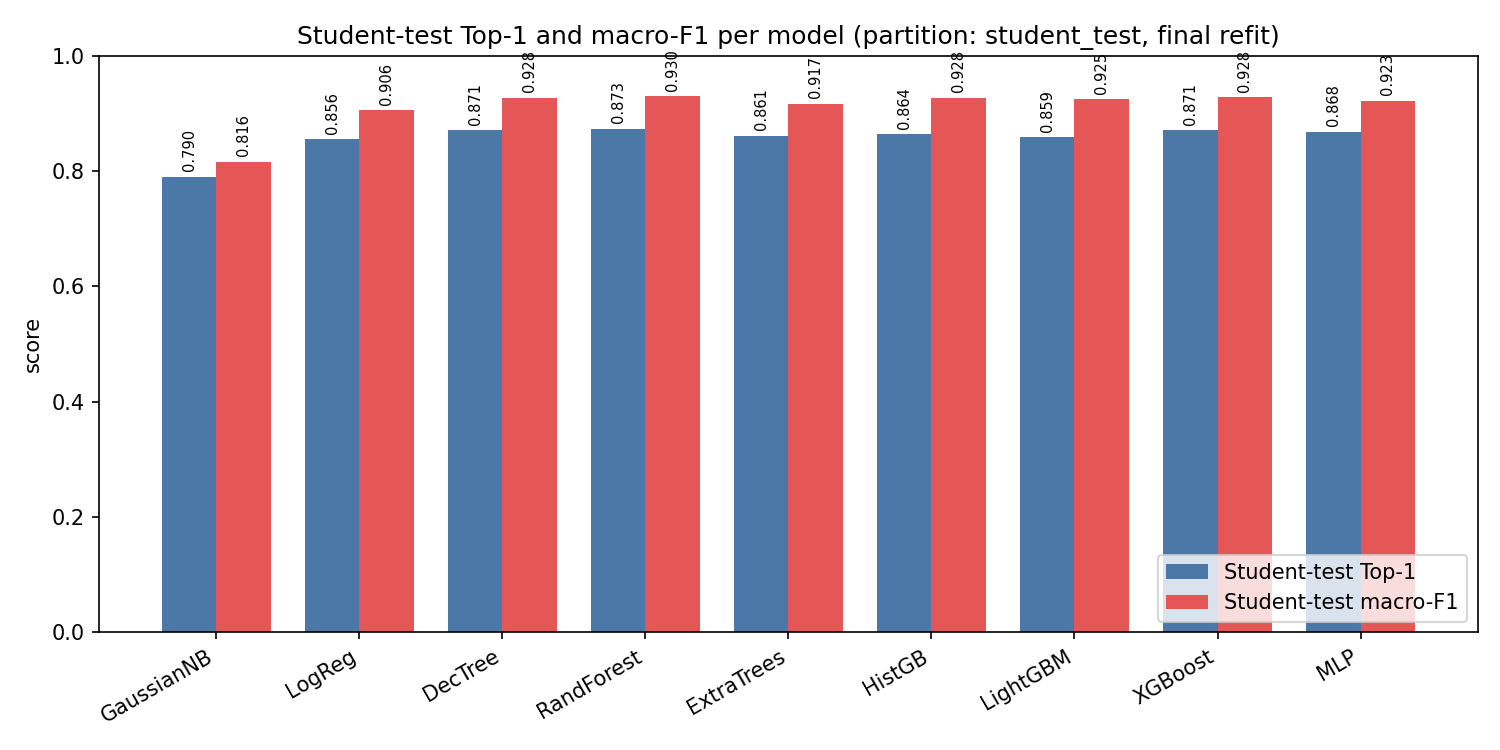 Student-test Top-1 and macro-F1 per model (partition: student_test, final refit)
score
1.0
0.8
0.6
0.4
0.2
0.0
0.790
0.816
0.856
0.906
0.871
0.928
0.873
0.930
0.861
0.917
0.864
0.928
0.859
0.925
0.871
0.928
0.868
0.923
Student-test Top-1
Student-test macro-F1
GaussianNB
LogReg
DecTree
RandForest
ExtraTrees
HistGB
LightGBM
XGBoost
MLP